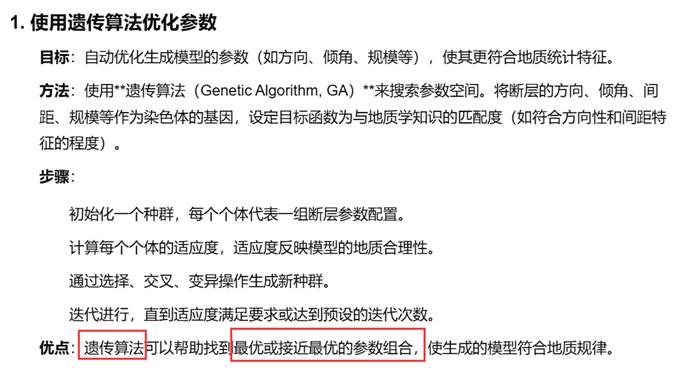 1. 使用遗传算法优化参数
目标：自动优化生成模型的参数（如方向、倾角、规模等），使其更符合地质统计特征。
方法：使用**遗传算法（Genetic Algorithm, GA）**来搜索参数空间。将断层的方向、倾角、间
距、规模等作为染色体的基因，设定目标函数为与地质学知识的匹配度（如符合方向性和间距特
征的程度）。
步骤：
初始化一个种群，每个个体代表一组断层参数配置。
计算每个个体的适应度，适应度反映模型的地质合理性。
通过选择、交叉、变异操作生成新种群。
迭代进行，直到适应度满足要求或达到预设的迭代次数。
优点：遗传算法可以帮助找到最优或接近最优的参数组合，使生成的模型符合地质规律。